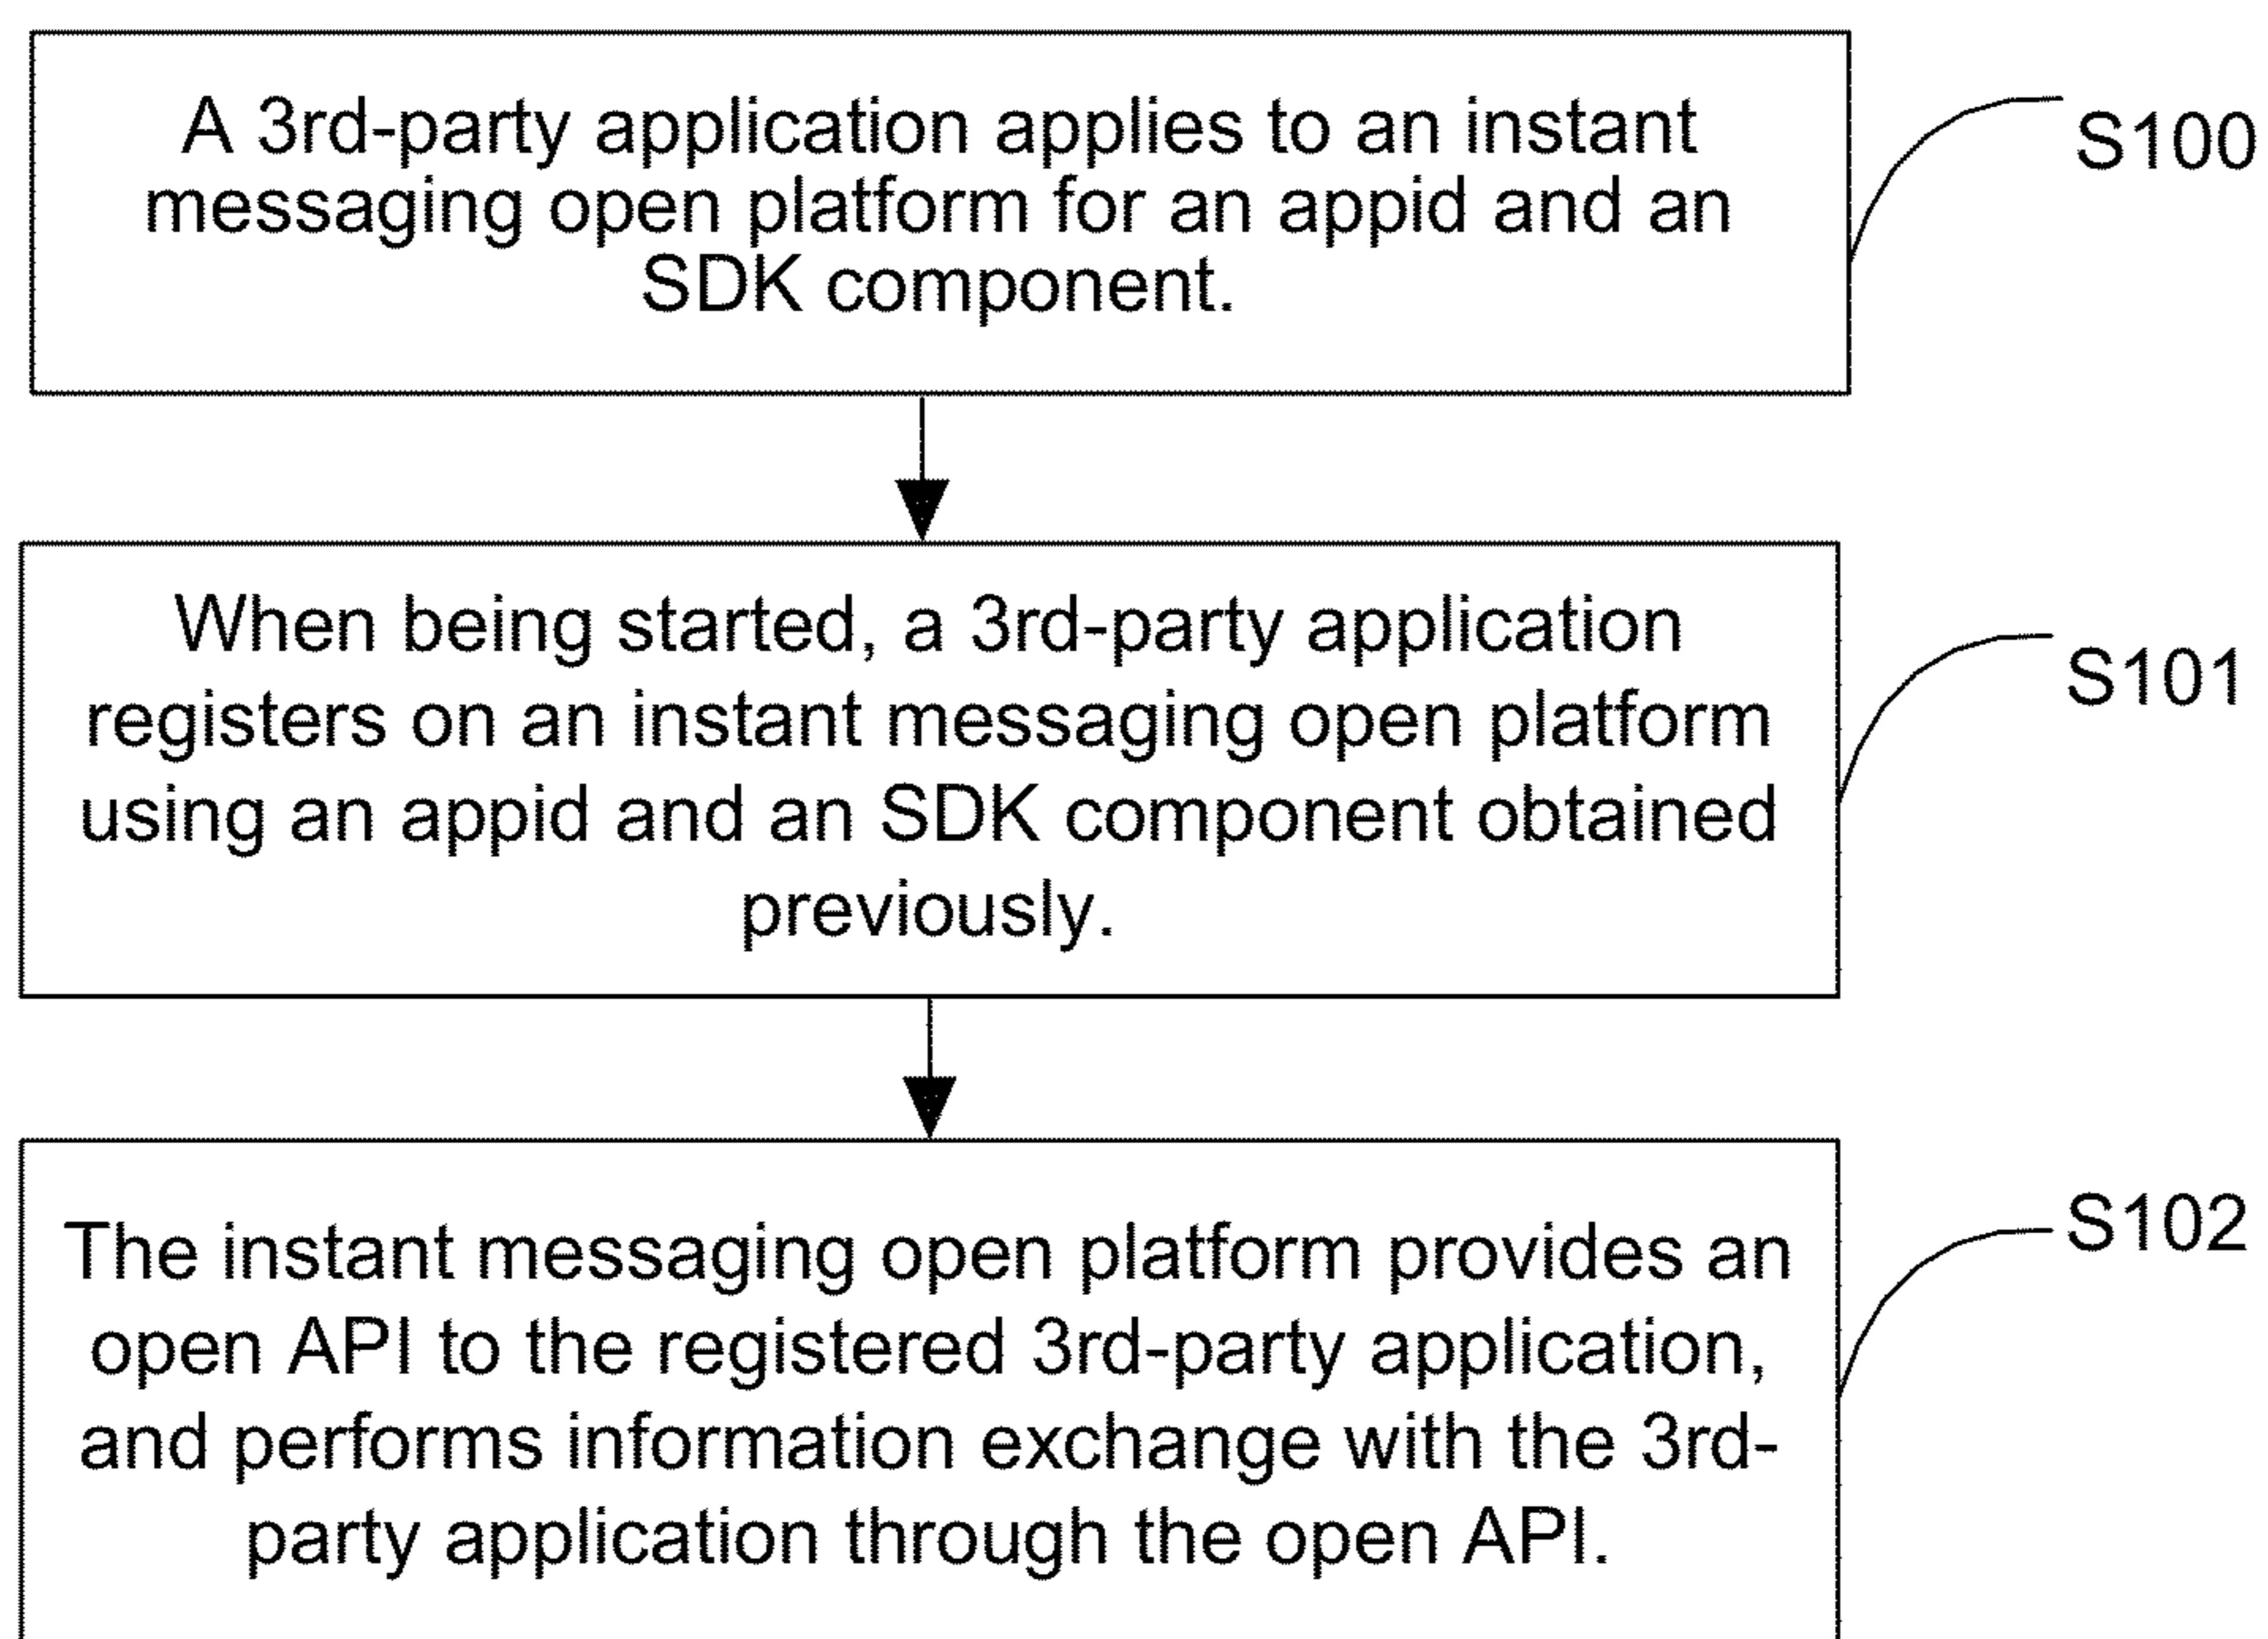 A 3rd-party application applies to an instant
messaging open platform for an appid and an
SDK component.
S100
When being started, a 3rd-party application
registers on an instant messaging open platform
using an appid and an SDK component obtained
previously.
S101
The instant messaging open platform provides an
open API to the registered 3rd-party application,
and performs information exchange with the 3rd-
party application through the open API.
S102